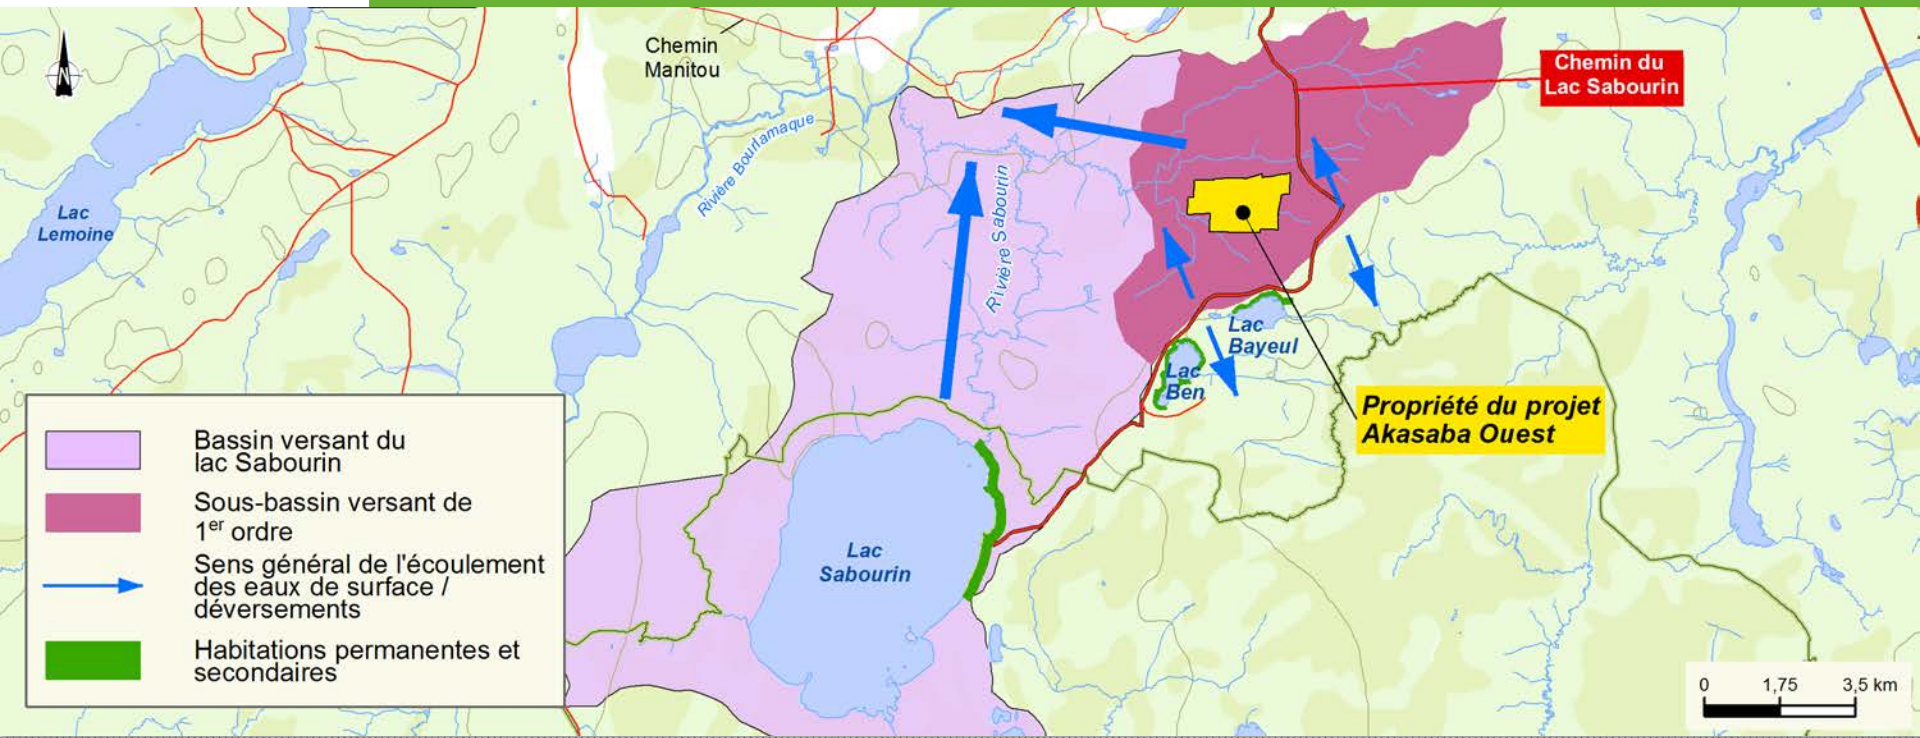 N
Chemin
Manitou
Chemin du
Lac Sabourin
Rivière Bourlamaque
Rivière Sabourin
Lac
Lemoine
Lac
Bayeul
Lac
Ben
Propriété du projet
Akasaba Ouest
Lac
Sabourin
Bassin versant du
lac Sabourin
Sous-bassin versant de
1er ordre
Sens général de l'écoulement
des eaux de surface /
déversements
Habitations permanentes et
secondaires
0 1,75 3,5 km